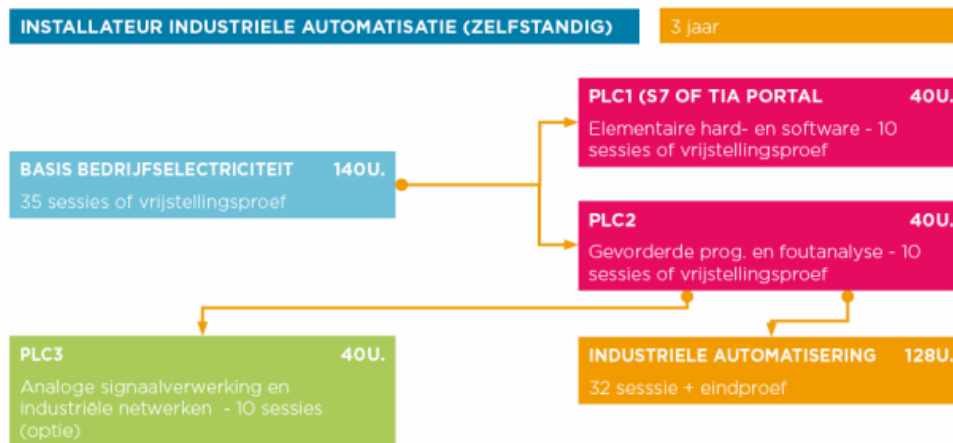 INSTALLATEUR INDUSTRIELE AUTOMATISATIE (ZELFSTANDIG)
3 jaar
PLC1 (S7 OF TIA PORTAL 40U.
Elementaire hard- en software - 10
sessies of vrijstellingsproef
BASIS BEDRIJFSELECTRICITEIT 140U.
35 sessies of vrijstellingsproef
PLC2 40U.
Gevorderde prog. en foutanalyse - 10
sessies of vrijstellingsproef
PLC3 40U.
Analoge signaalverwerking en
industriële netwerken - 10 sessies
(optie)
INDUSTRIELE AUTOMATISERING 128U.
32 sesssie + eindproef